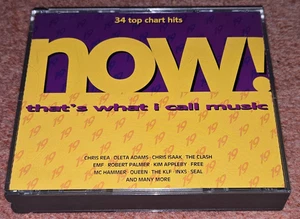 34 top chart hits
now!
that's what I call music
19
CHRIS REA · OLETA ADAMS · CHRIS ISAAK · THE CLASH
EMF · ROBERT PALMER · KIM APPLEBY · FREE
MC HAMMER · QUEEN · THE KLF · INXS · SEAL
AND MANY MORE